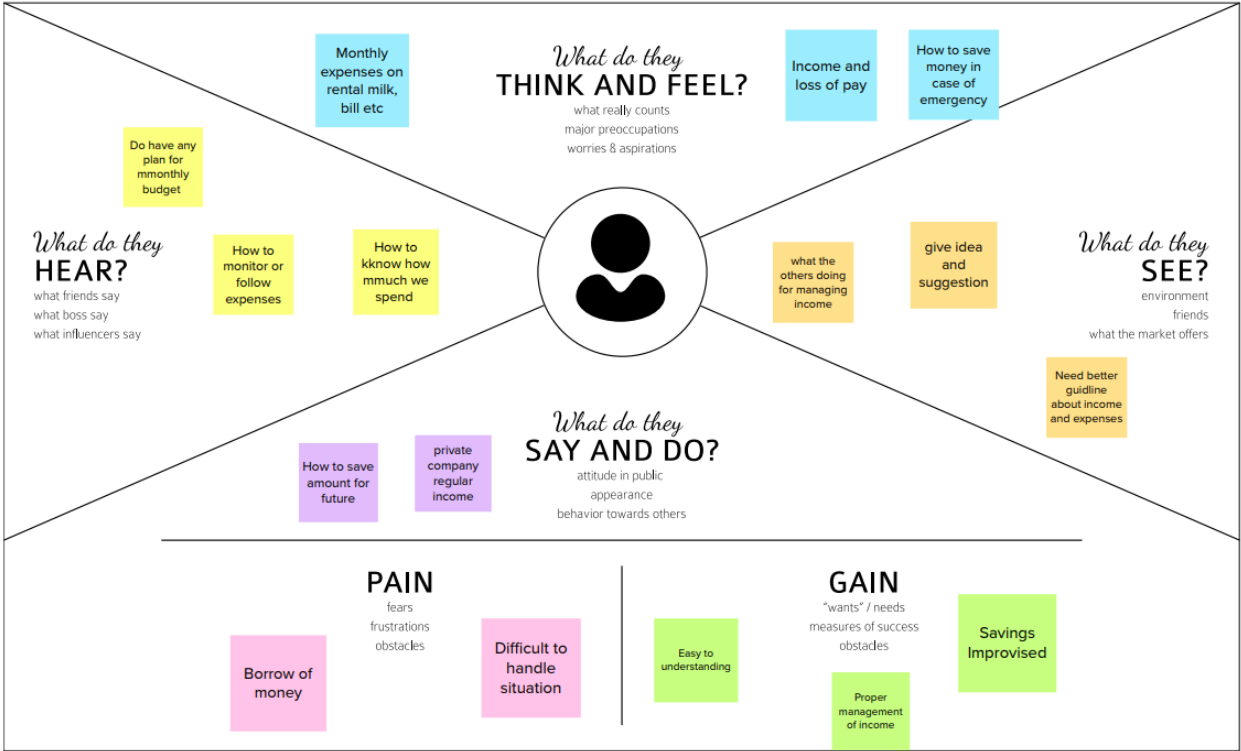 What do they
THINK AND FEEL?
what really counts
major preoccupations
worries & aspirations
Monthly
expenses on
rental milk,
bill etc
Income and
loss of pay
How to save
money in
case of
emergency
What do they
HEAR?
what friends say
what boss say
what influencers say
Do have any
plan for
mmonthly
budget
How to
monitor or
follow
expenses
How to
kknow how
mmuch we
spend
What do they
SEE?
environment
friends
what the market offers
what the
others doing
for managing
income
give idea
and
suggestion
Need better
guidline
about income
and expenses
What do they
SAY AND DO?
attitude in public
appearance
behavior towards others
How to save
amount for
future
private
company
regular
income
PAIN
fears
frustrations
obstacles
Borrow of
money
Difficult to
handle
situation
GAIN
"wants" / needs
measures of success
obstacles
Easy to
understanding
Proper
management
of income
Savings
Improvised